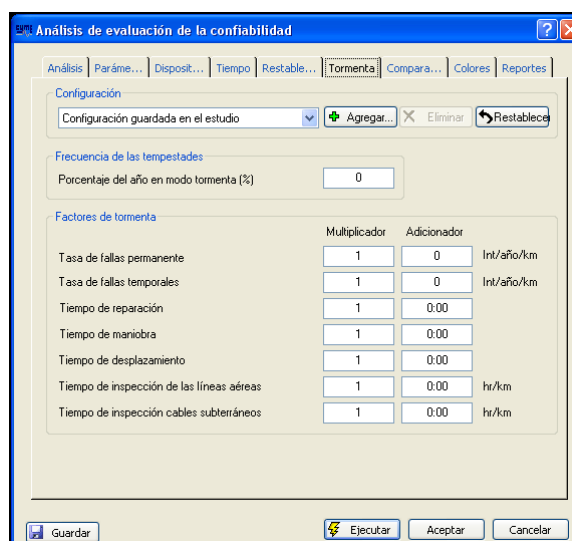 Análisis de evaluación de la confiabilidad
Análisis Paráme... Disposit... Tiempo Restable... Tormenta Compara... Colores Reportes
Configuración
Configuración guardada en el estudio Agregar... Eliminar Restablece
Frecuencia de las tempestades
Porcentaje del año en modo tormenta (%) 0
Factores de tormenta
Multiplicador Adicionador
Tasa de fallas permanente 1 0 Int/año/km
Tasa de fallas temporales 1 0 Int/año/km
Tiempo de reparación 1 0:00
Tiempo de maniobra 1 0:00
Tiempo de desplazamiento 1 0:00
Tiempo de inspección de las líneas aéreas 1 0:00 hr/km
Tiempo de inspección cables subterráneos 1 0:00 hr/km
Guardar Ejecutar Aceptar Cancelar